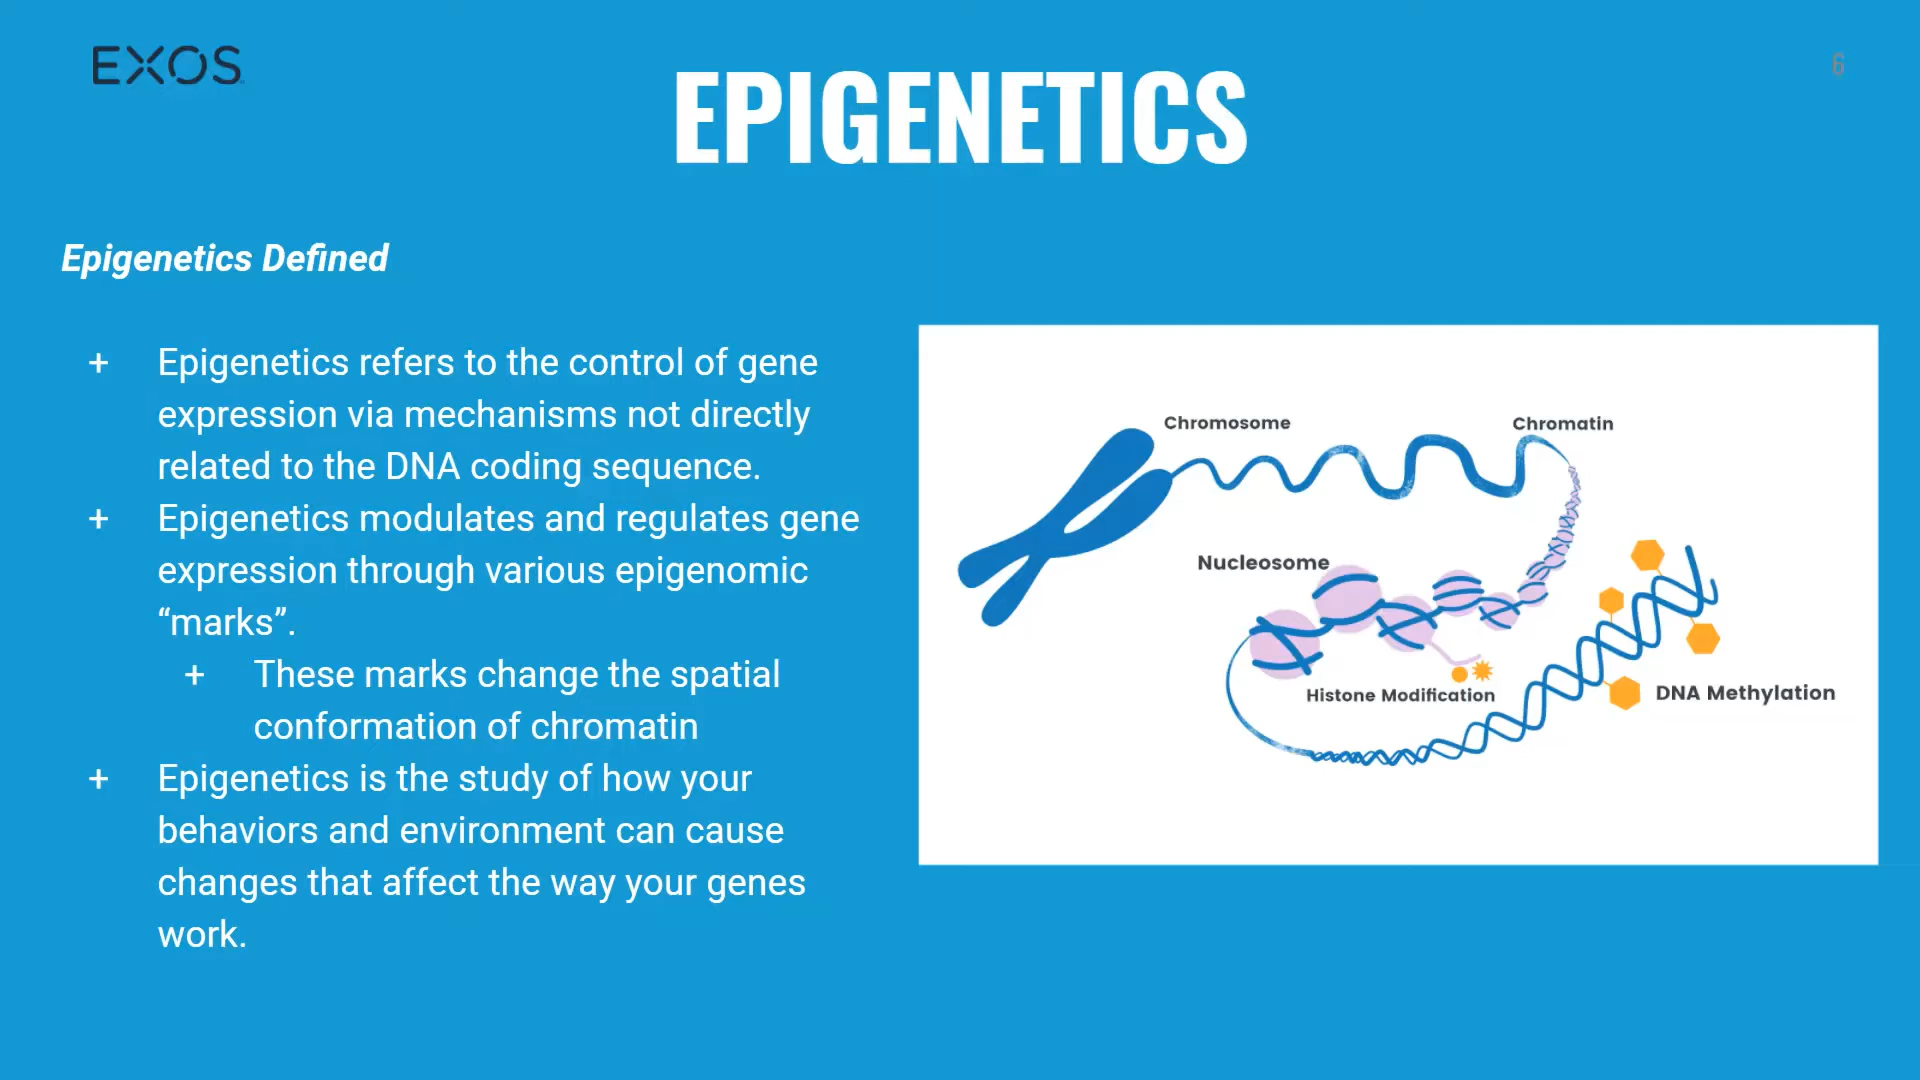 EXOS
6
EPIGENETICS
Epigenetics Defined
+ Epigenetics refers to the control of gene
expression via mechanisms not directly
related to the DNA coding sequence.
+ Epigenetics modulates and regulates gene
expression through various epigenomic
“marks”.
+ These marks change the spatial
conformation of chromatin
+ Epigenetics is the study of how your
behaviors and environment can cause
changes that affect the way your genes
work.
Chromosome
Chromatin
Nucleosome
Histone Modification
DNA Methylation